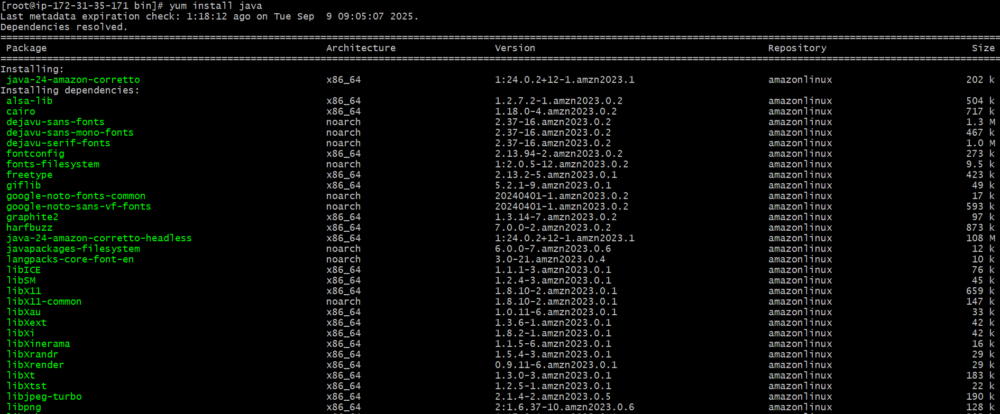 [root@ip-172-31-35-171 bin]# yum install java
Last metadata expiration check: 1:18:12 ago on Tue Sep  9 09:05:07 2025.
Dependencies resolved.
Package Architecture Version Repository Size
Installing:
java-24-amazon-corretto x86_64 1:24.0.2+12-1.amzn2023.1 amazonlinux 202 k
Installing dependencies:
alsa-lib x86_64 1.2.7.2-1.amzn2023.0.2 amazonlinux 504 k
cairo x86_64 1.18.0-4.amzn2023.0.2 amazonlinux 717 k
dejavu-sans-fonts noarch 2.37-16.amzn2023.0.2 amazonlinux 1.3 M
dejavu-sans-mono-fonts noarch 2.37-16.amzn2023.0.2 amazonlinux 467 k
dejavu-serif-fonts noarch 2.37-16.amzn2023.0.2 amazonlinux 1.0 M
fontconfig x86_64 2.13.94-2.amzn2023.0.2 amazonlinux 273 k
fonts-filesystem noarch 1:2.0.5-12.amzn2023.0.2 amazonlinux 9.5 k
freetype x86_64 2.13.2-5.amzn2023.0.1 amazonlinux 423 k
giflib x86_64 5.2.1-9.amzn2023.0.1 amazonlinux 49 k
google-noto-fonts-common noarch 20240401-1.amzn2023.0.2 amazonlinux 17 k
google-noto-sans-vf-fonts noarch 20240401-1.amzn2023.0.2 amazonlinux 593 k
graphite2 x86_64 1.3.14-7.amzn2023.0.2 amazonlinux 97 k
harfbuzz x86_64 7.0.0-2.amzn2023.0.2 amazonlinux 873 k
java-24-amazon-corretto-headless x86_64 1:24.0.2+12-1.amzn2023.1 amazonlinux 108 M
javapackages-filesystem noarch 6.0.0-7.amzn2023.0.6 amazonlinux 12 k
langpacks-core-font-en noarch 3.0-21.amzn2023.0.4 amazonlinux 10 k
libICE x86_64 1.1.1-3.amzn2023.0.1 amazonlinux 76 k
libSM x86_64 1.2.4-3.amzn2023.0.1 amazonlinux 45 k
libX11 x86_64 1.8.10-2.amzn2023.0.1 amazonlinux 659 k
libX11-common noarch 1.8.10-2.amzn2023.0.1 amazonlinux 147 k
libXau x86_64 1.0.11-6.amzn2023.0.1 amazonlinux 33 k
libXext x86_64 1.3.6-1.amzn2023.0.1 amazonlinux 42 k
libXi x86_64 1.8.2-1.amzn2023.0.1 amazonlinux 42 k
libXinerama x86_64 1.1.5-6.amzn2023.0.1 amazonlinux 16 k
libXrandr x86_64 1.5.4-3.amzn2023.0.1 amazonlinux 29 k
libXrender x86_64 0.9.11-6.amzn2023.0.1 amazonlinux 29 k
libXt x86_64 1.3.0-3.amzn2023.0.1 amazonlinux 183 k
libXtst x86_64 1.2.5-1.amzn2023.0.1 amazonlinux 22 k
libjpeg-turbo x86_64 2.1.4-2.amzn2023.0.5 amazonlinux 190 k
libpng x86_64 2:1.6.37-10.amzn2023.0.6 amazonlinux 128 k